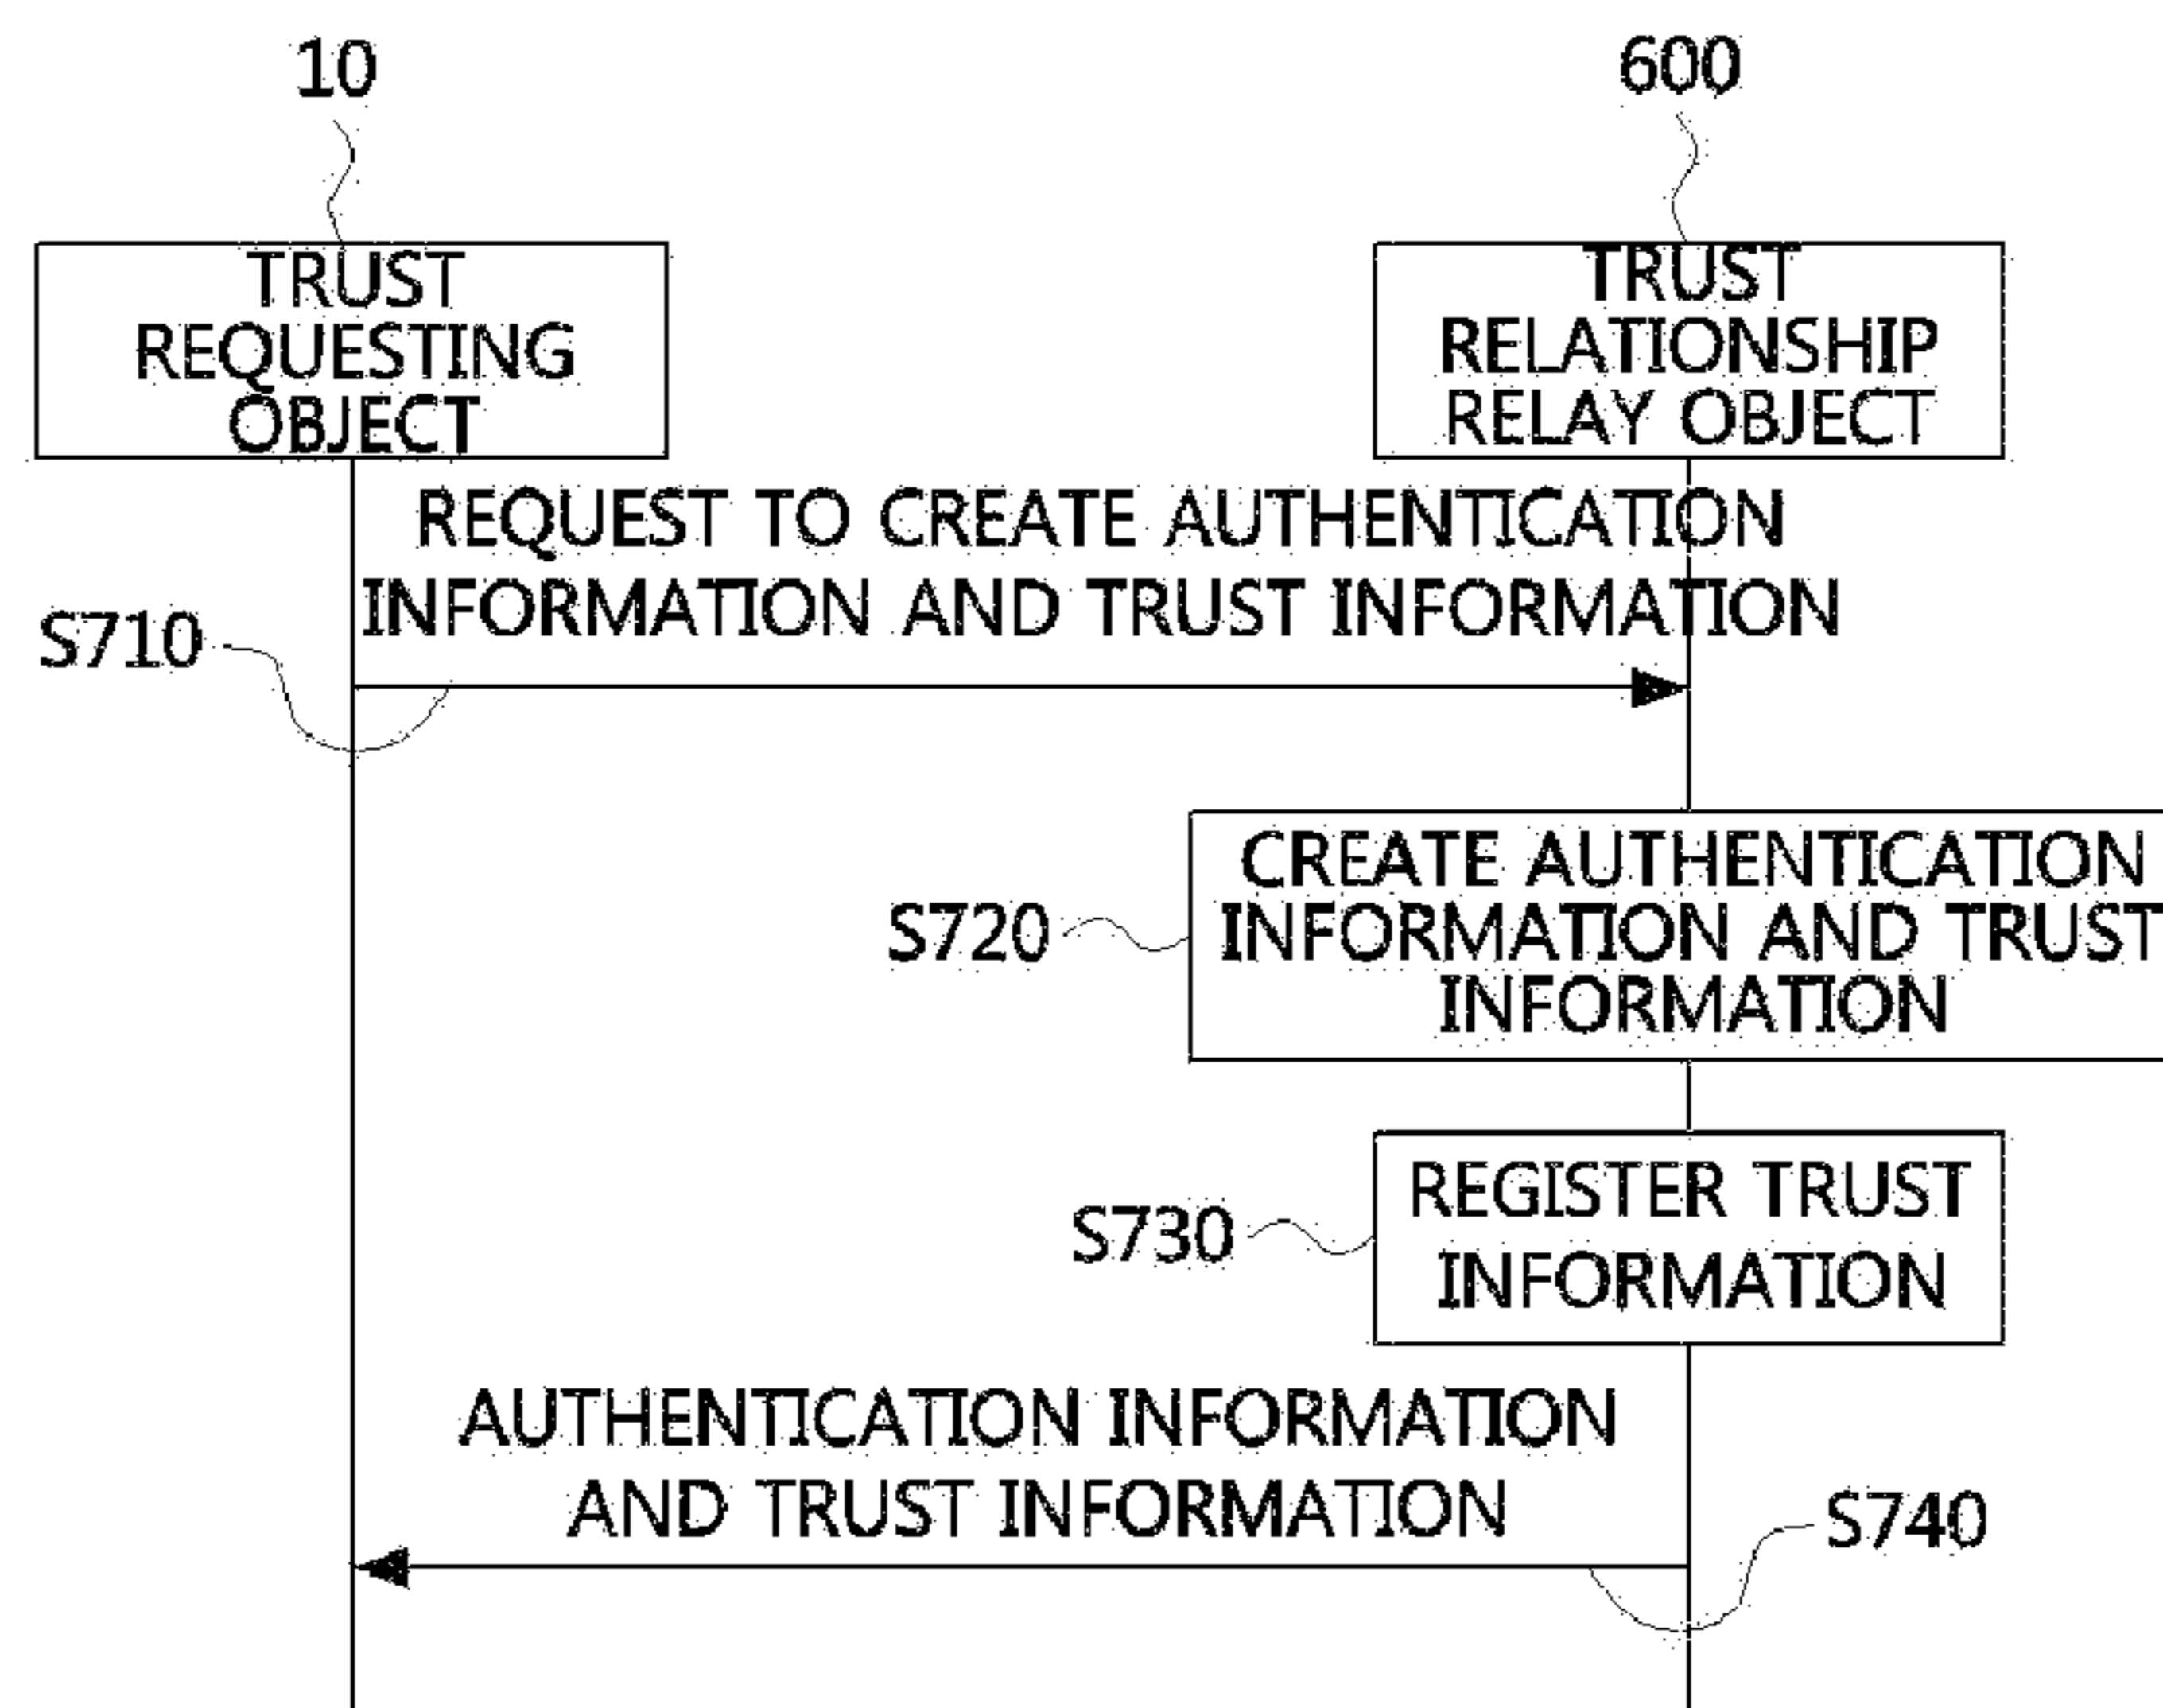 10
600
TRUST
REQUESTING
OBJECT
TRUST
RELATIONSHIP
RELAY OBJECT
REQUEST TO CREATE AUTHENTICATION
INFORMATION AND TRUST INFORMATION
S710
CREATE AUTHENTICATION
INFORMATION AND TRUST
INFORMATION
S720
REGISTER TRUST
INFORMATION
S730
AUTHENTICATION INFORMATION
AND TRUST INFORMATION
S740